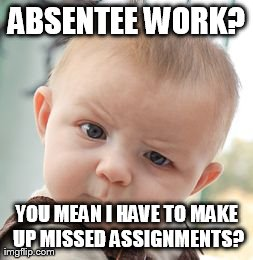 ABSENTEE WORK?
YOU MEAN I HAVE TO MAKE
UP MISSED ASSIGNMENTS?
imgflip.com